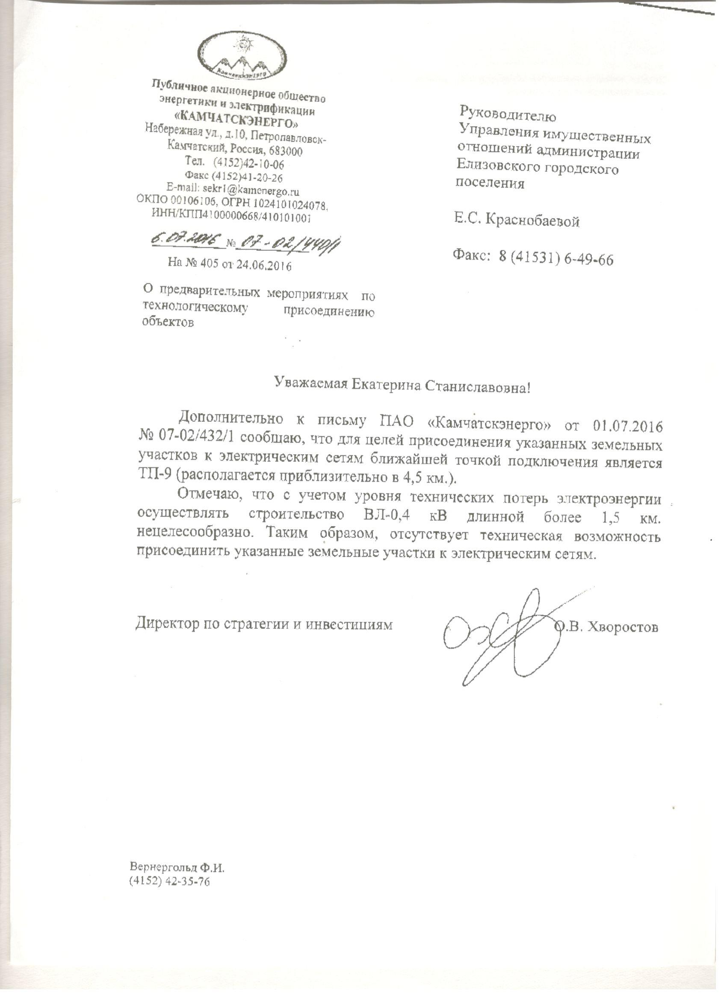 КамчатскЭНЕРГО
Публичное акционерное общество
энергетики и электрификации
«КАМЧАТСКЭНЕРГО»
Набережная ул., д.10, Петропавловск-
Камчатский, Россия, 683000
Тел. (4152)42-10-06
Факс (4152)41-20-26
E-mail: sekr1@kamenergo.ru
ОКПО 00106106, ОГРН 1024101024078,
ИНН/КПП4100000668/410101001
6.07.2016 № 07-02/440/1
На № 405 от 24.06.2016
О предварительных мероприятиях по
технологическому присоединению
объектов
Руководителю
Управления имущественных
отношений администрации
Елизовского городского
поселения
Е.С. Краснобаевой
Факс: 8 (41531) 6-49-66
Уважаемая Екатерина Станиславовна!
Дополнительно к письму ПАО «Камчатскэнерго» от 01.07.2016
№ 07-02/432/1 сообщаю, что для целей присоединения указанных земельных
участков к электрическим сетям ближайшей точкой подключения является
ТП-9 (располагается приблизительно в 4,5 км.).
Отмечаю, что с учетом уровня технических потерь электроэнергии
осуществлять строительство ВЛ-0,4 кВ длинной более 1,5 км.
нецелесообразно. Таким образом, отсутствует техническая возможность
присоединить указанные земельные участки к электрическим сетям.
Директор по стратегии и инвестициям О.В. Хворостов
Вернергольд Ф.И.
(4152) 42-35-76